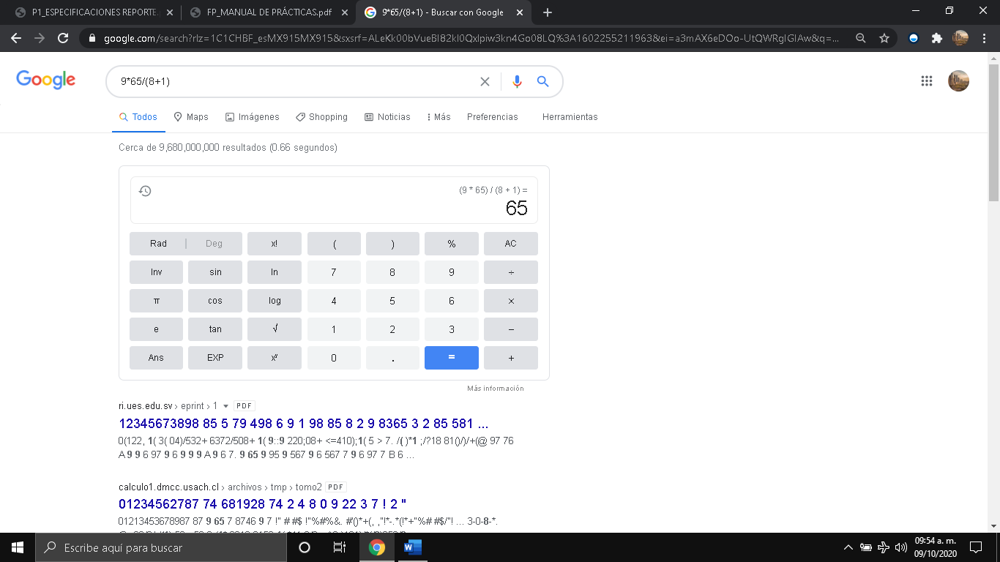 P1_ESPECIFICACIONES REPORTE.p
FP_MANUAL DE PRÁCTICAS.pdf
9*65/(8+1) - Buscar con Google
google.com/search?rlz=1C1CHBF_esMX915MX915&sxsrf=ALeKk00bVueBI82kl0Qxlpiw3kn4Go08LQ%3A1602255211963&ei=a3mAX6eDOo-UtQWRgIGIAw&q=...
Google
9*65/(8+1)
Todos
Maps
Imágenes
Shopping
Noticias
Más
Preferencias
Herramientas
Cerca de 9,680,000,000 resultados (0.66 segundos)
(9 * 65) / (8 + 1) =
65
Rad | Deg x! ( ) % AC
Inv sin ln 7 8 9 ÷
π cos log 4 5 6 ×
e tan √ 1 2 3 −
Ans EXP xʸ 0 . = +
Más información
ri.ues.edu.sv › eprint › 1 PDF
12345673898 85 5 79 498 6 9 1 98 85 8 2 9 8365 3 2 85 581 ...
0(122, 1( 3( 04)/532+ 6372/508+ 1( 9::9 220;08+ <=410);1( 5 > 7. /( )*1 ;/?18 81()/)/+(@ 97 76
A 9 9 6 97 9 6 9 9 9 A 9 6 7. 9 65 9 95 9 567 9 6 567 7 9 6 97 7 B 6 ...
calculo1.dmcc.usach.cl › archivos › tmp › tomo2 PDF
01234562787 74 681928 74 2 4 8 0 9 22 3 7 ! 2 "
01213453678987 87 9 65 7 8746 9 7 !" # #$ !"%#%&. #'()*+(, ,"!*-.*(!*+"%# #$/"! ... 3-0-8-*.
Escribe aquí para buscar
09:54 a. m.
09/10/2020